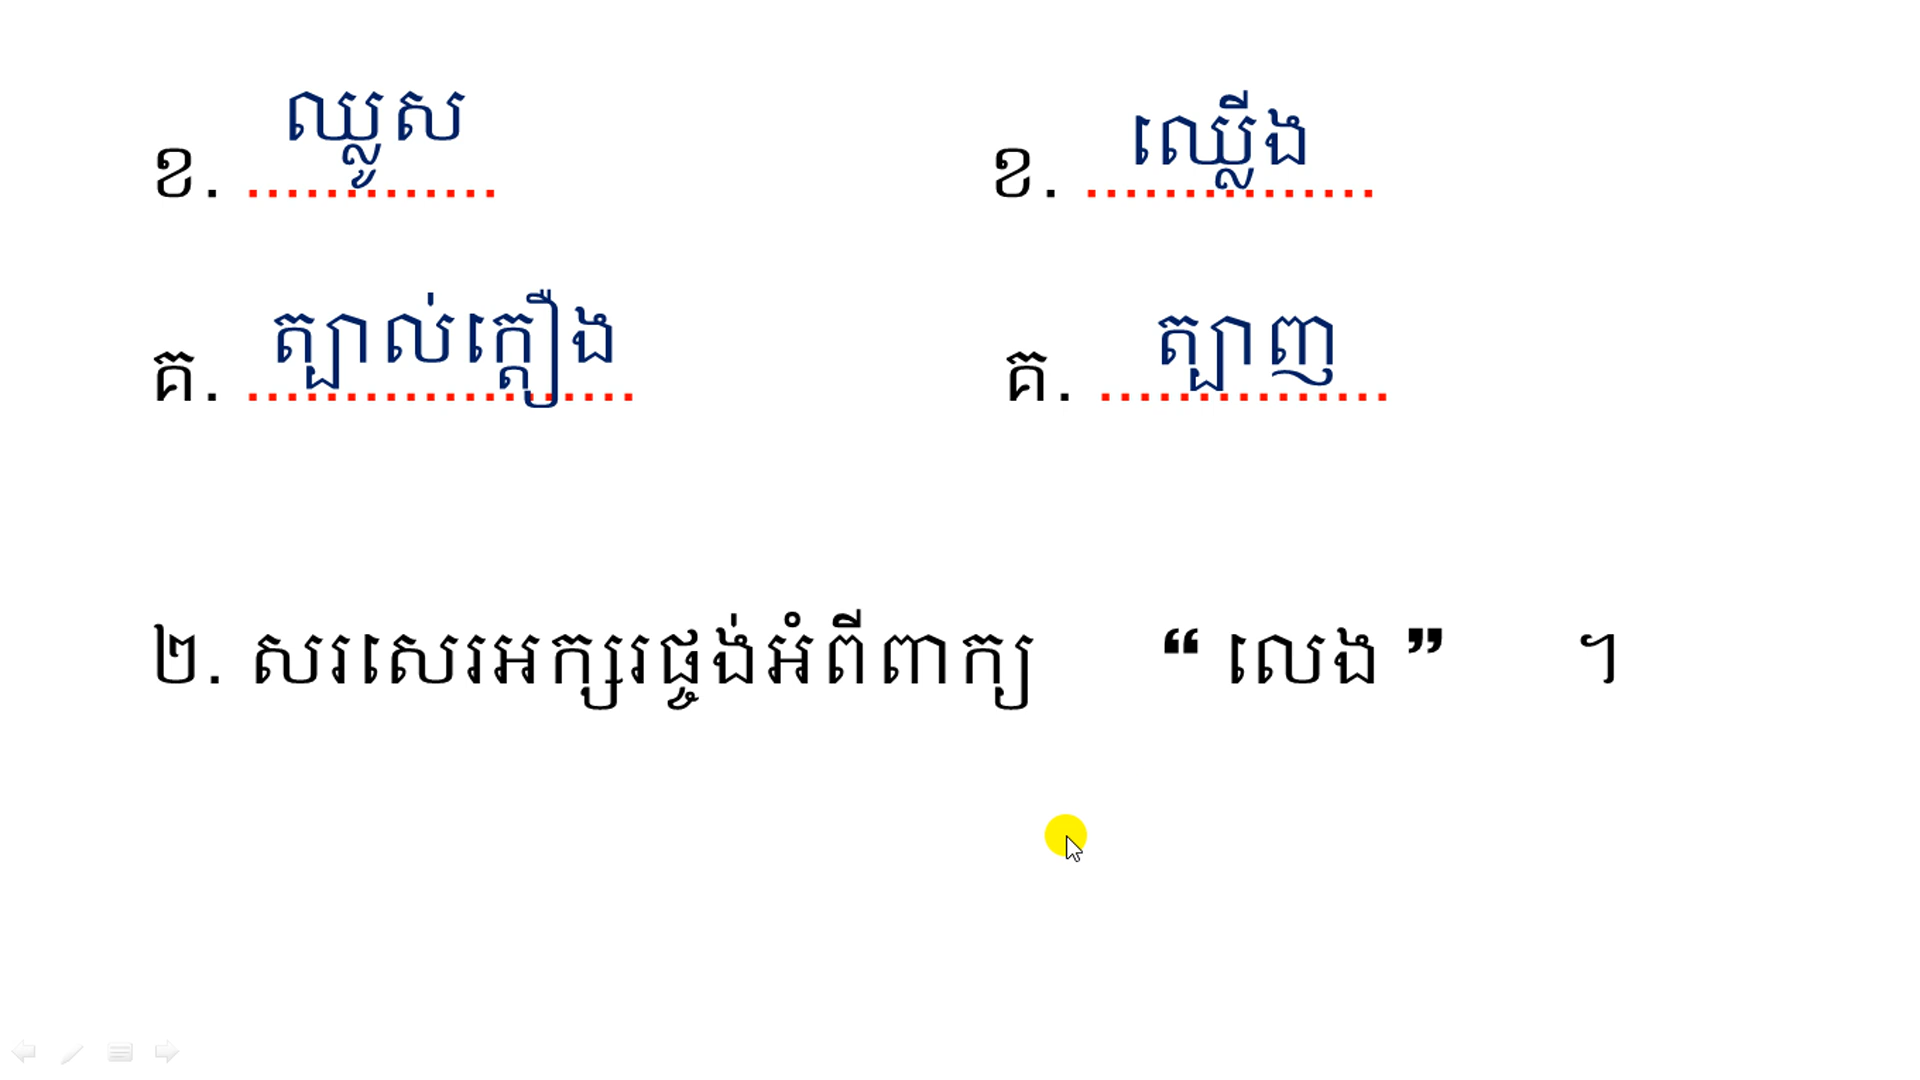 ខ. ឈ្លូស ខ. ឈ្លើង
គ. ត្បាល់ក្ដឿង គ. ត្បាញ
២. សរសេរអក្សរផ្ចង់អំពីពាក្យ “ លេង ” ។